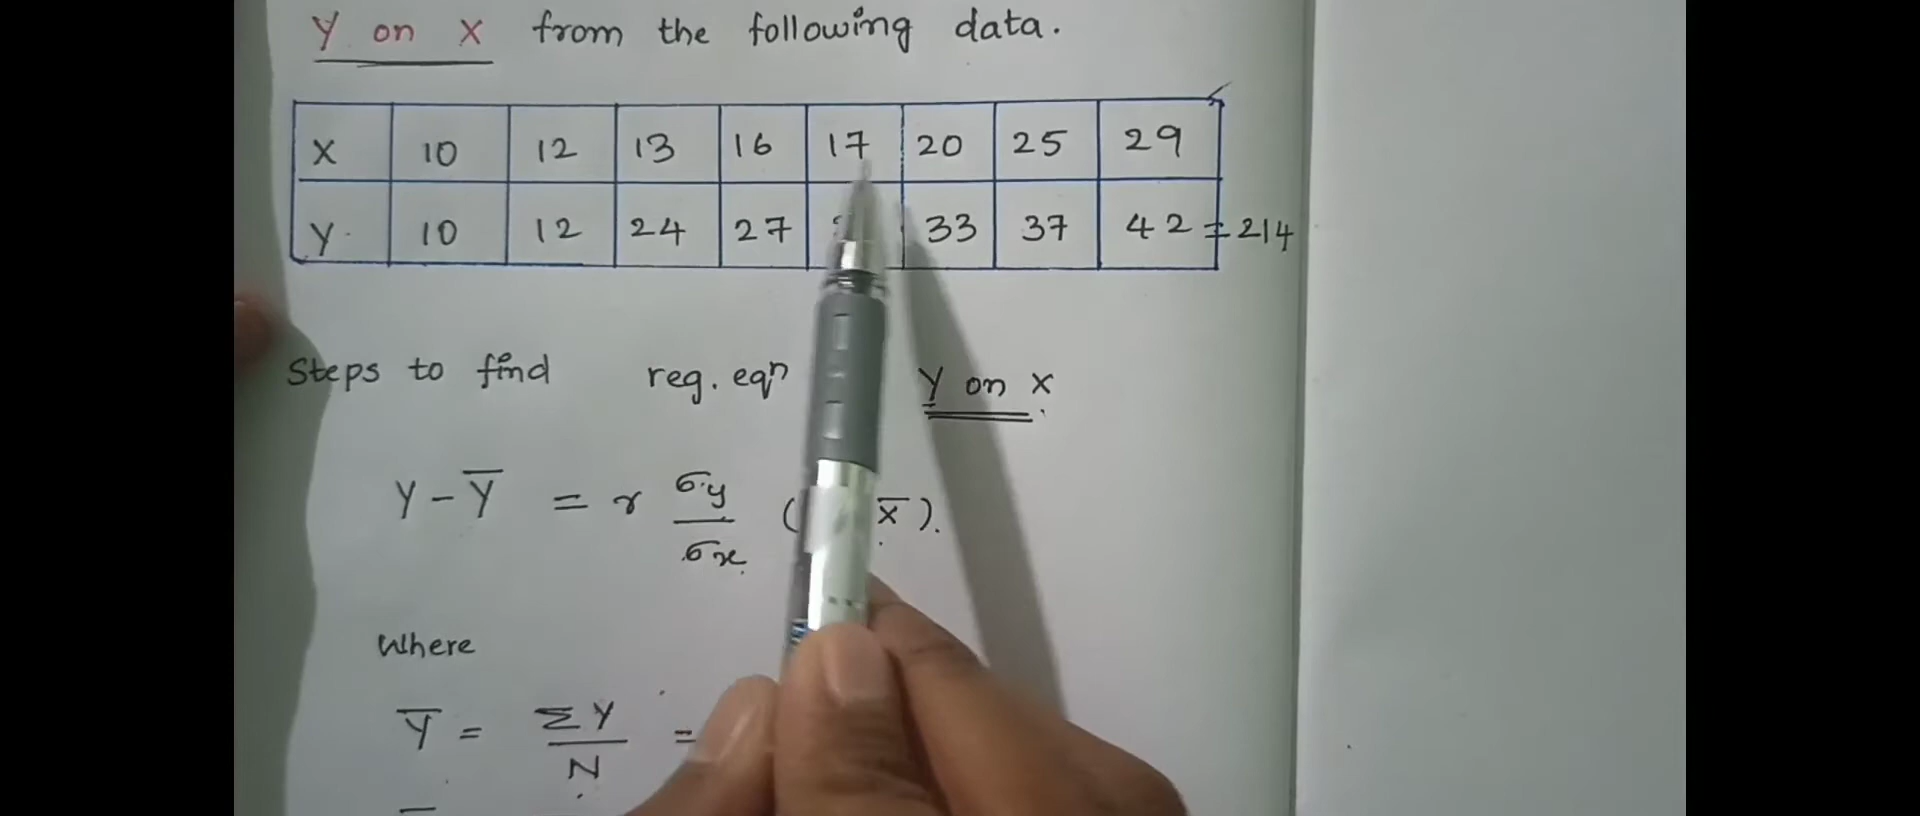 Y on X from the following data.
X 10 12 13 16 17 20 25 29
Y 10 12 24 27 33 37 42 = 214
Steps to find reg. eqn Y on x
Y - Y̅ = r σy/σx ( x̅ ).
Where
Y̅ = ΣY/N =